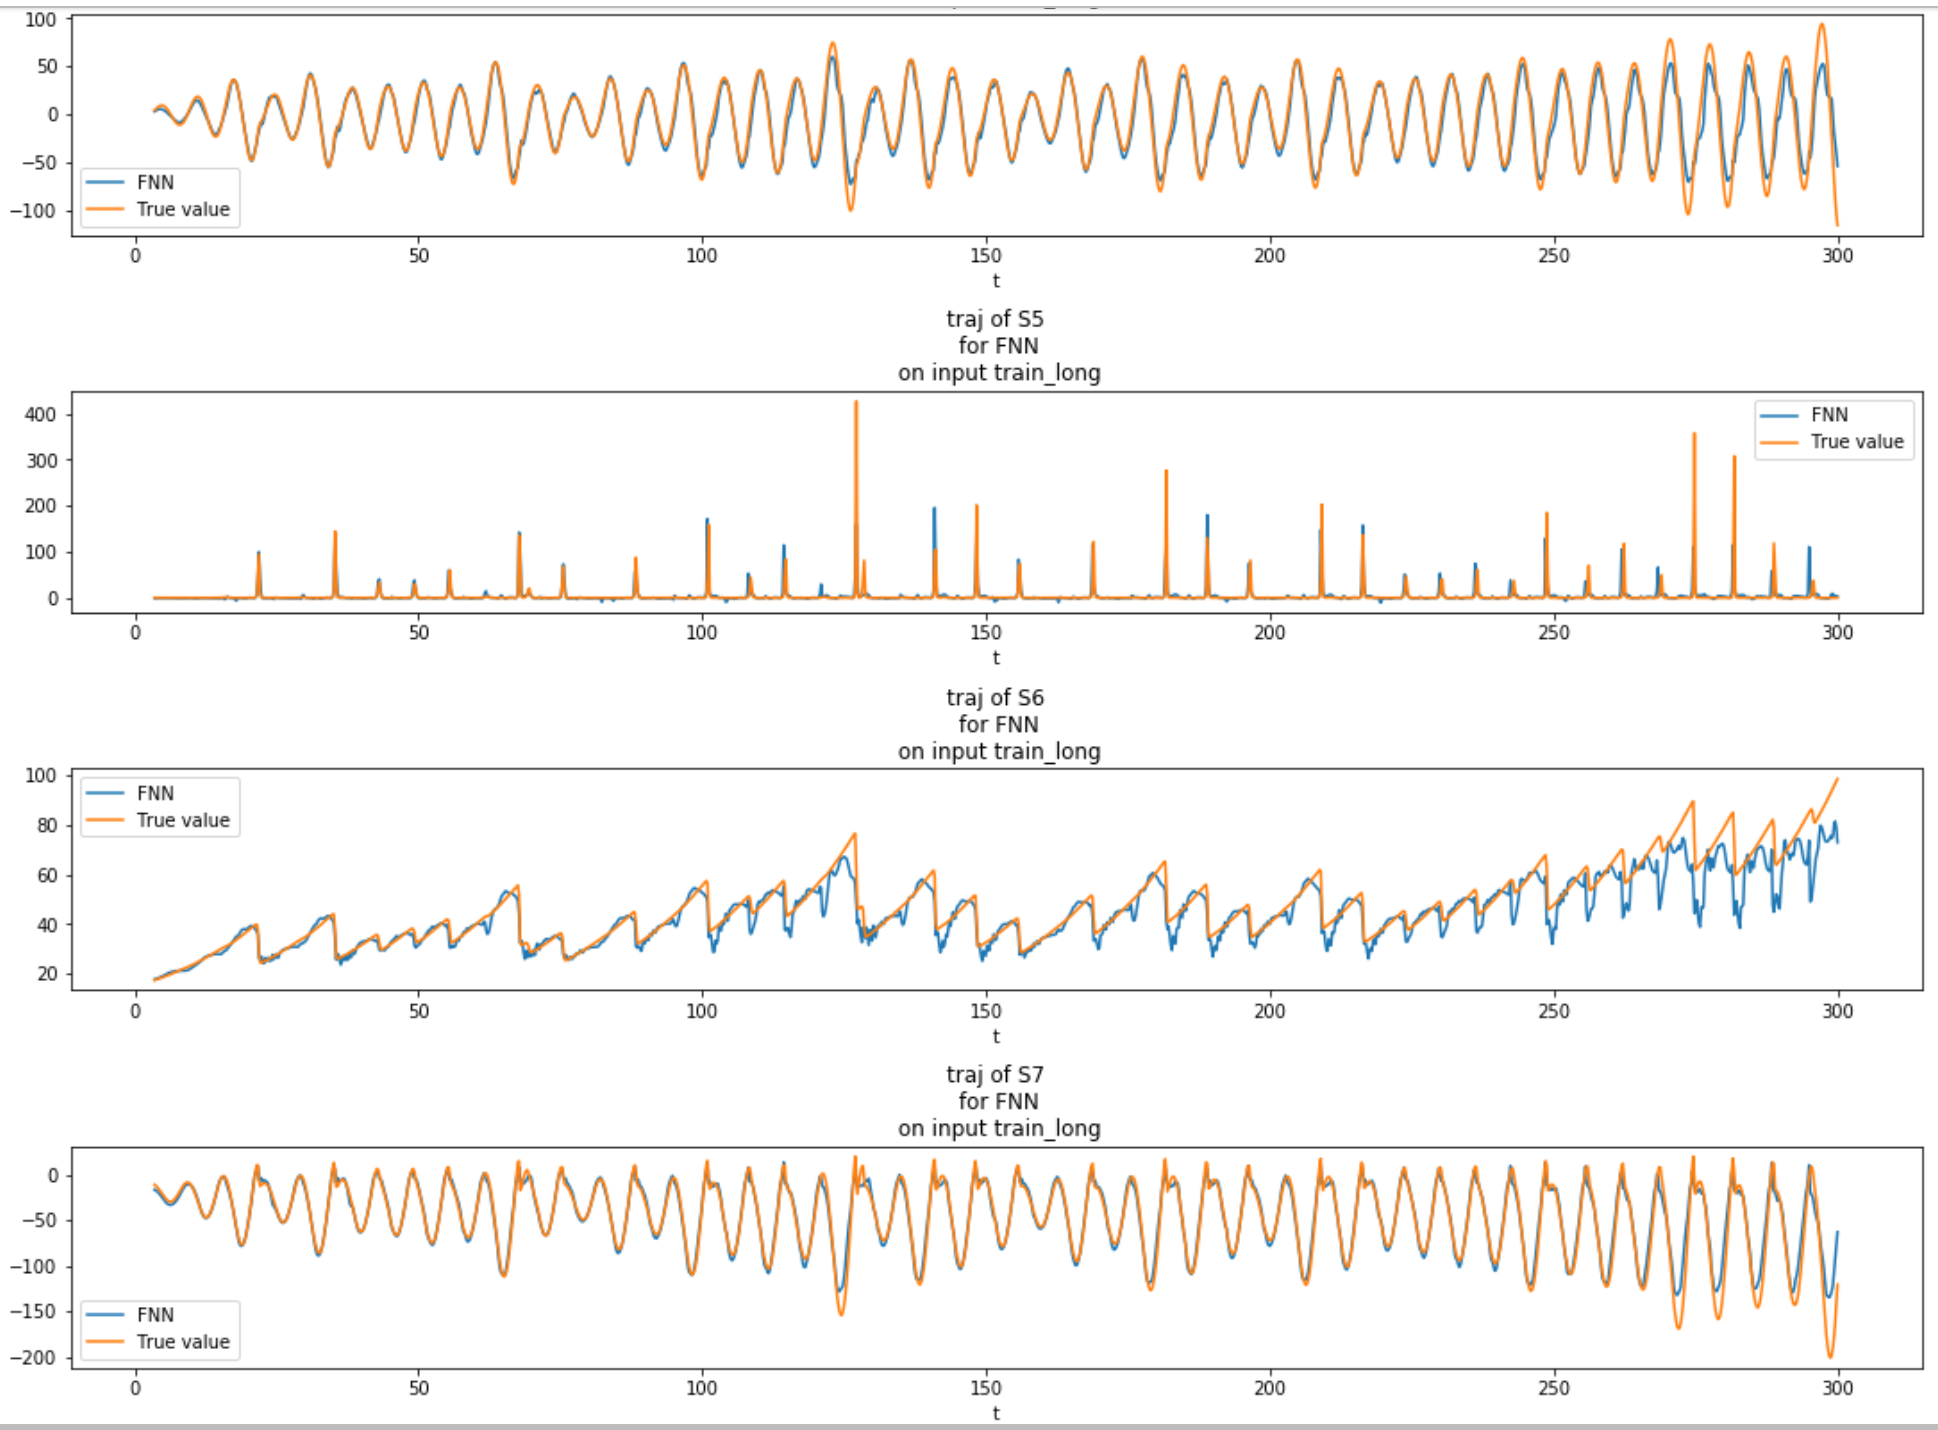 100
50
0
−50
−100
FNN
True value
0 50 100 150 200 250 300
t
traj of S5
for FNN
on input train_long
400
300
200
100
0
FNN
True value
0 50 100 150 200 250 300
t
traj of S6
for FNN
on input train_long
100
80
60
40
20
FNN
True value
0 50 100 150 200 250 300
t
traj of S7
for FNN
on input train_long
0
−50
−100
−150
−200
FNN
True value
0 50 100 150 200 250 300
t